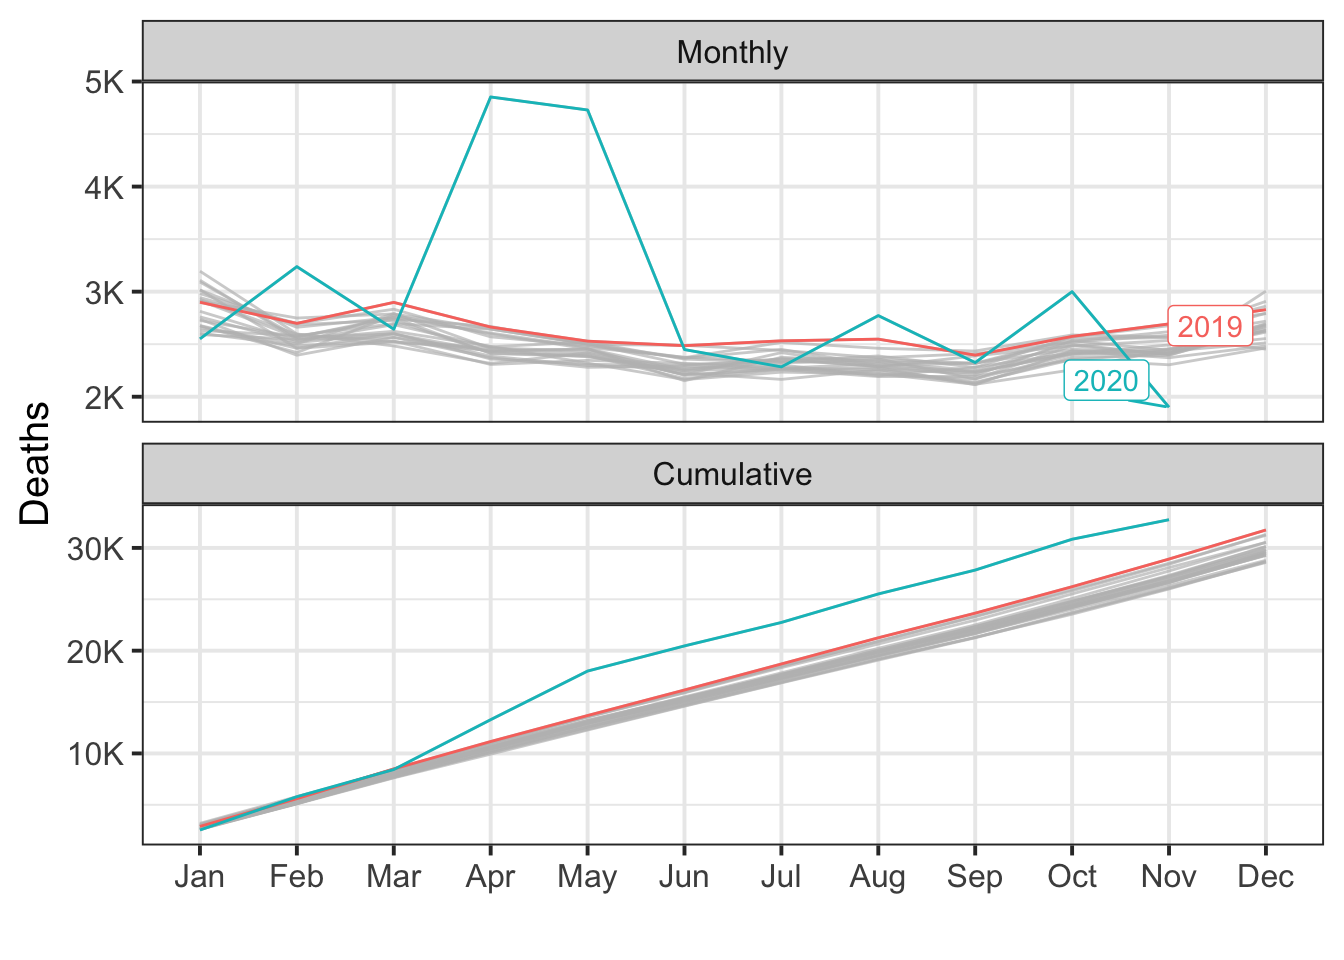 Monthly
5K
4K
3K
2K
2019
2020
Deaths
Cumulative
30K
20K
10K
Jan Feb Mar Apr May Jun Jul Aug Sep Oct Nov Dec